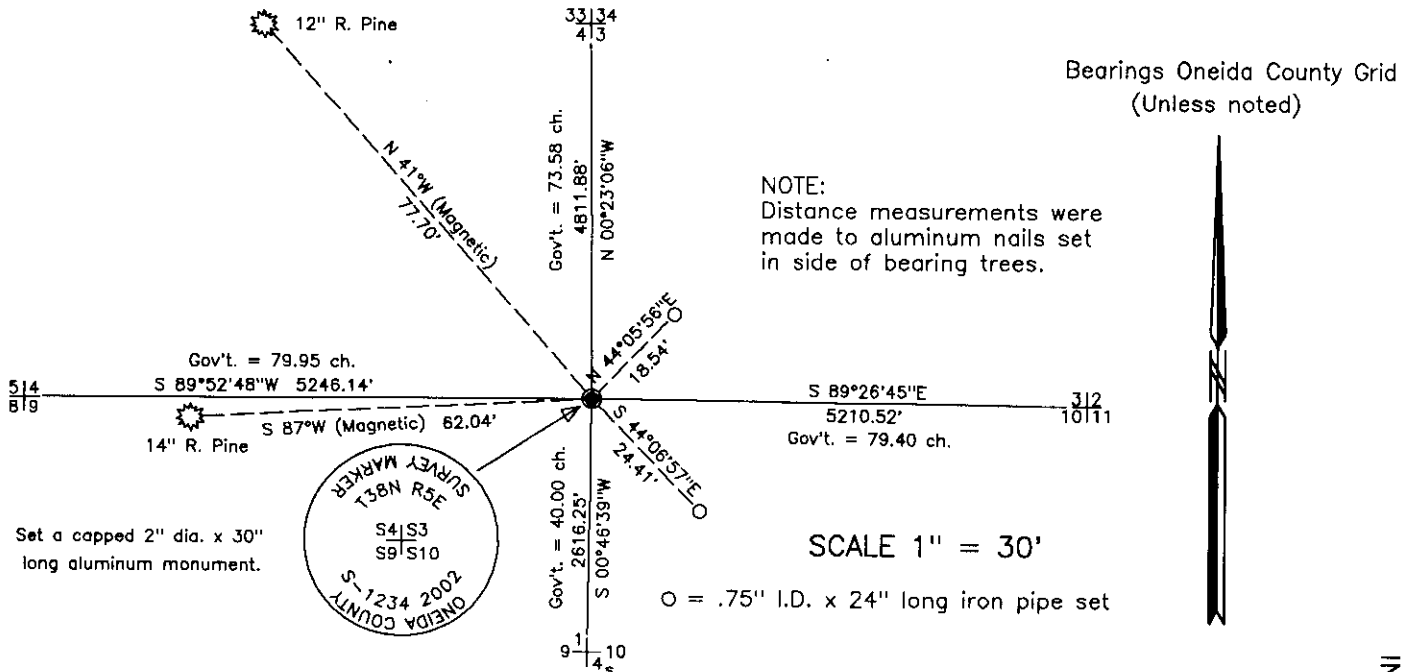 12" R. Pine
33 34
4 3
Bearings Oneida County Grid
(Unless noted)
N 41°W (Magnetic)
77.70'
Gov't. = 73.58 ch.
4811.88'
N 00°23'06"W
NOTE:
Distance measurements were
made to aluminum nails set
in side of bearing trees.
N 44°05'56"E
18.54'
Gov't. = 79.95 ch.
S 89°52'48"W 5246.14'
5 4
8 9
S 87°W (Magnetic) 62.04'
14" R. Pine
S 89°26'45"E
5210.52'
Gov't. = 79.40 ch.
3 2
10 11
S 44°06'57"E
24.41'
Gov't. = 40.00 ch.
2616.25'
S 00°46'39"W
SURVEY MARKER
T38N R5E
S4 S3
S9 S10
S-1234 2002
ONEIDA COUNTY
Set a capped 2" dia. x 30"
long aluminum monument.
SCALE 1" = 30'
O = .75" I.D. x 24" long iron pipe set
9 1 10
4 s
N